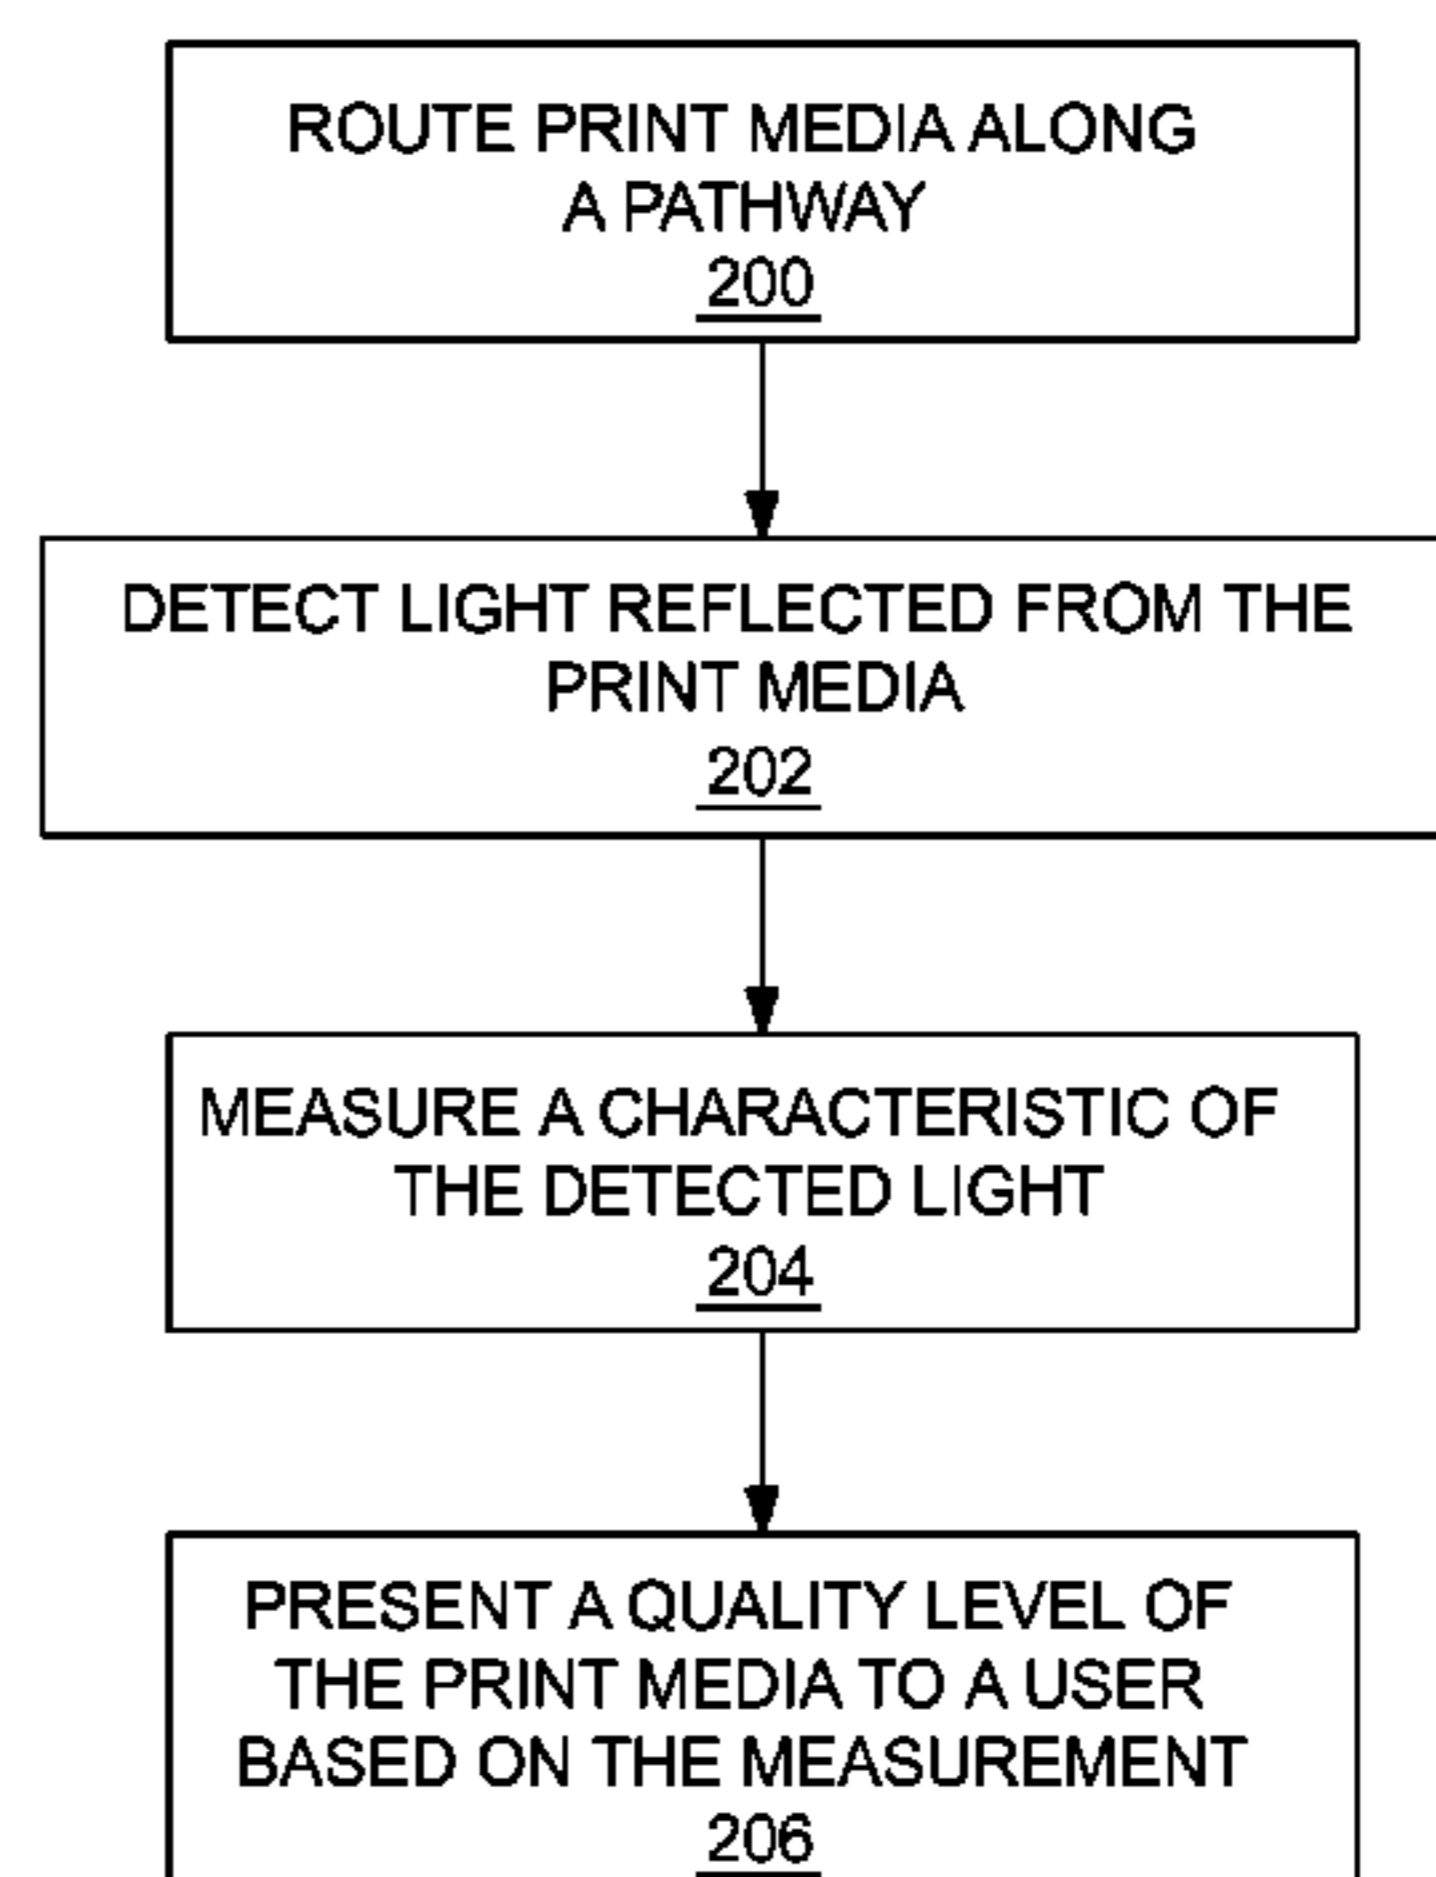 ROUTE PRINT MEDIA ALONG
A PATHWAY
200
DETECT LIGHT REFLECTED FROM THE
PRINT MEDIA
202
MEASURE A CHARACTERISTIC OF
THE DETECTED LIGHT
204
PRESENT A QUALITY LEVEL OF
THE PRINT MEDIA TO A USER
BASED ON THE MEASUREMENT
206